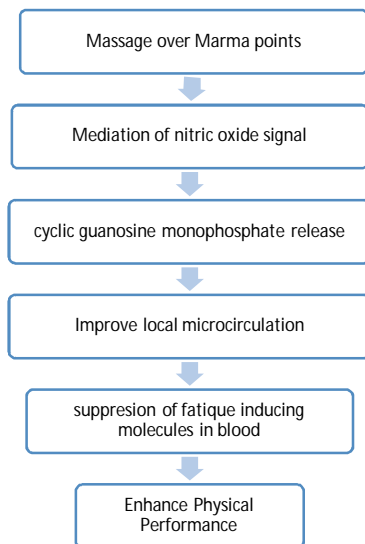 Massage over Marma points
Mediation of nitric oxide signal
cyclic guanosine monophosphate release
Improve local microcirculation
suppresion of fatique inducing
molecules in blood
Enhance Physical
Performance